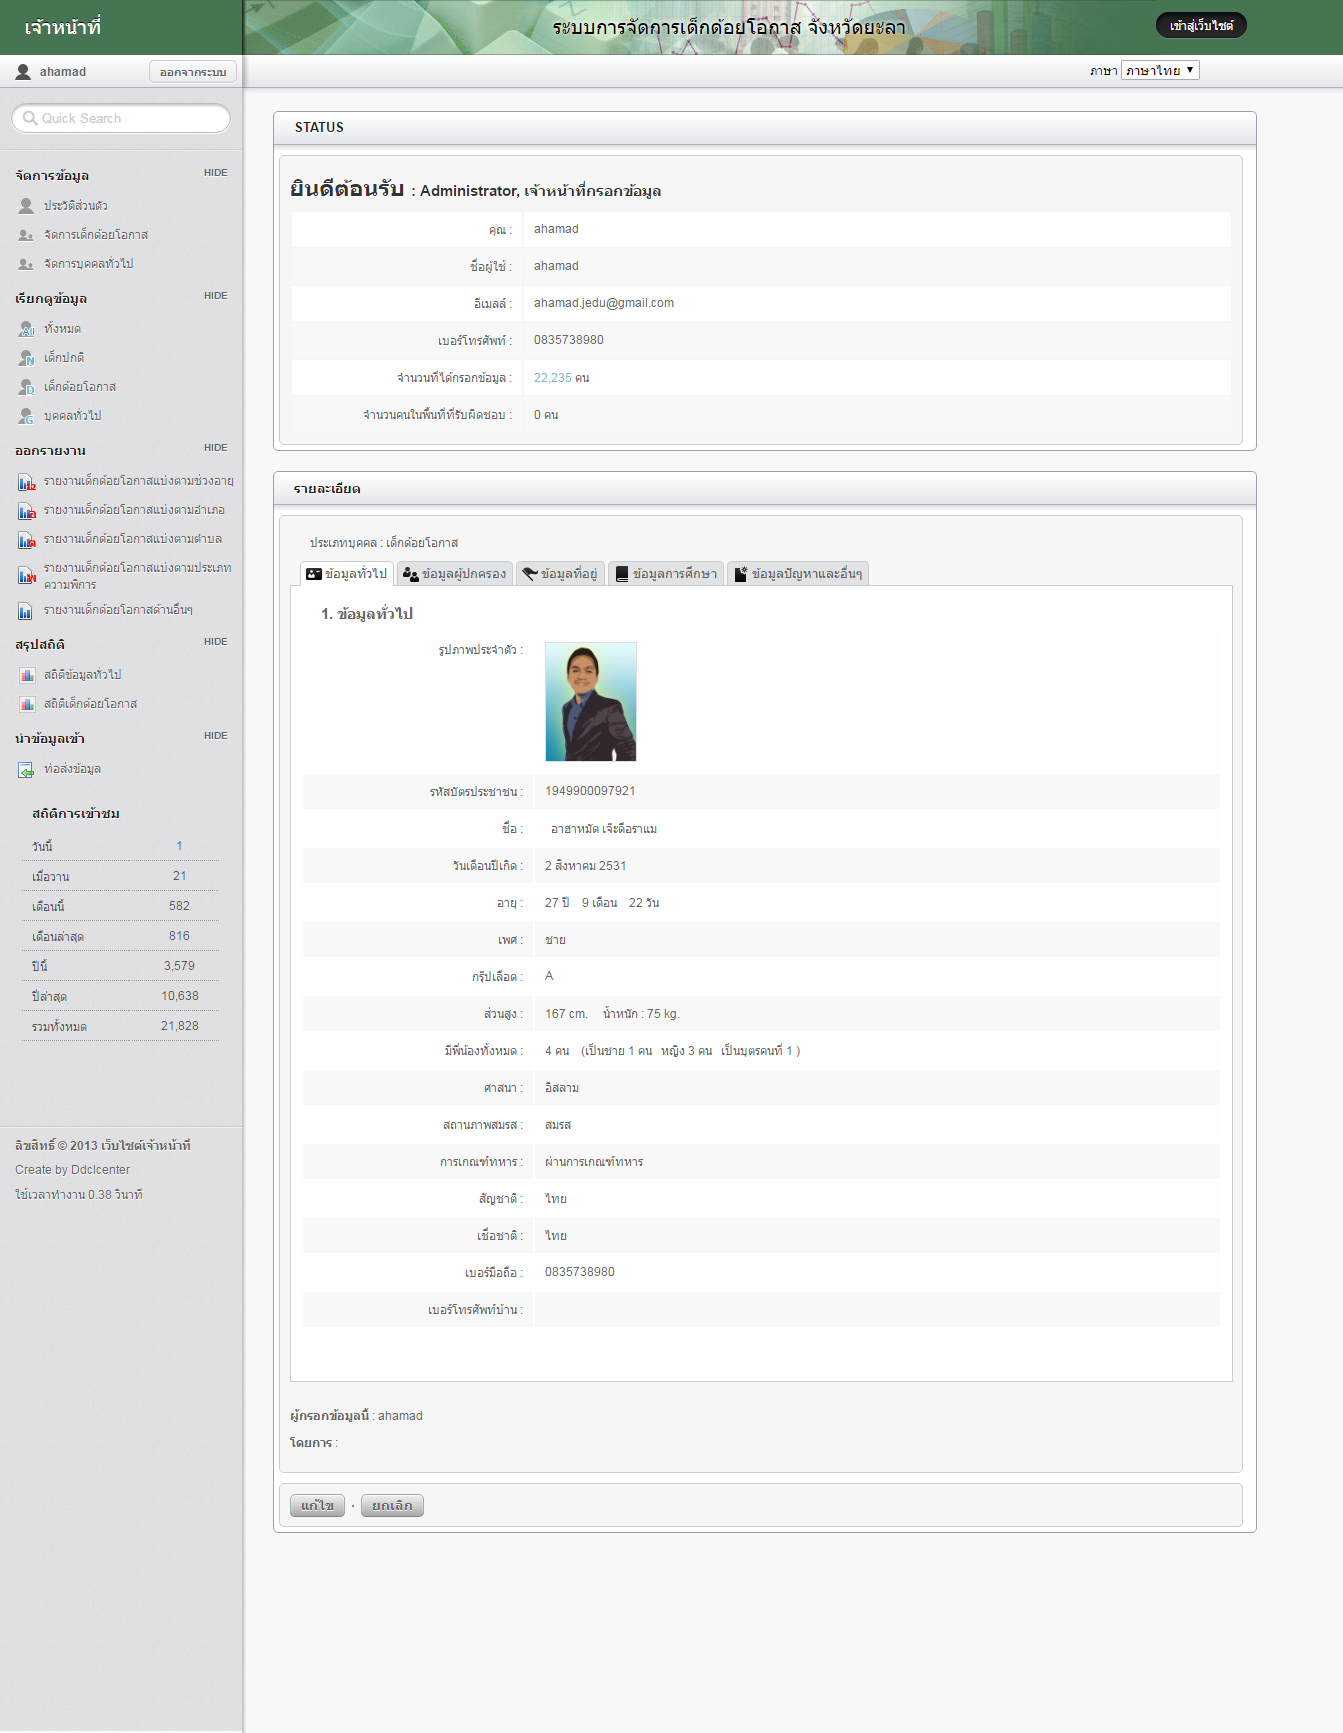 เจ้าหน้าที่
ระบบการจัดการเด็กด้อยโอกาส จังหวัดยะลา
เข้าสู่เว็บไซต์
ahamad
ออกจากระบบ
ภาษา ภาษาไทย
Quick Search
จัดการข้อมูล HIDE
ประวัติส่วนตัว
จัดการเด็กด้อยโอกาส
จัดการบุคคลทั่วไป
เรียกดูข้อมูล HIDE
ทั้งหมด
เด็กปกติ
เด็กด้อยโอกาส
บุคคลทั่วไป
ออกรายงาน HIDE
รายงานเด็กด้อยโอกาสแบ่งตามช่วงอายุ
รายงานเด็กด้อยโอกาสแบ่งตามอำเภอ
รายงานเด็กด้อยโอกาสแบ่งตามตำบล
รายงานเด็กด้อยโอกาสแบ่งตามประเภท
ความพิการ
รายงานเด็กด้อยโอกาสด้านอื่นๆ
สรุปสถิติ HIDE
สถิติข้อมูลทั่วไป
สถิติเด็กด้อยโอกาส
นำข้อมูลเข้า HIDE
ท่อส่งข้อมูล
สถิติการเข้าชม
วันนี้ 1
เมื่อวาน 21
เดือนนี้ 582
เดือนล่าสุด 816
ปีนี้ 3,579
ปีล่าสุด 10,638
รวมทั้งหมด 21,828
ลิขสิทธิ์ © 2013 เว็บไซต์เจ้าหน้าที่
Create by Ddclcenter
ใช้เวลาทำงาน 0.38 วินาที
STATUS
ยินดีต้อนรับ : Administrator, เจ้าหน้าที่กรอกข้อมูล
คุณ : ahamad
ชื่อผู้ใช้ : ahamad
อีเมลล์ : ahamad.jedu@gmail.com
เบอร์โทรศัพท์ : 0835738980
จำนวนที่ได้กรอกข้อมูล : 22,235 คน
จำนวนคนในพื้นที่ที่รับผิดชอบ : 0 คน
รายละเอียด
ประเภทบุคคล : เด็กด้อยโอกาส
ข้อมูลทั่วไป ข้อมูลผู้ปกครอง ข้อมูลที่อยู่ ข้อมูลการศึกษา ข้อมูลปัญหาและอื่นๆ
1. ข้อมูลทั่วไป
รูปภาพประจำตัว :
รหัสบัตรประชาชน : 1949900097921
ชื่อ : อาฮาหมัด เจ๊ะดือราแม
วันเดือนปีเกิด : 2 สิงหาคม 2531
อายุ : 27 ปี 9 เดือน 22 วัน
เพศ : ชาย
กรุ๊ปเลือด : A
ส่วนสูง : 167 cm. น้ำหนัก : 75 kg.
มีพี่น้องทั้งหมด : 4 คน (เป็นชาย 1 คน หญิง 3 คน เป็นบุตรคนที่ 1 )
ศาสนา : อิสลาม
สถานภาพสมรส : สมรส
การเกณฑ์ทหาร : ผ่านการเกณฑ์ทหาร
สัญชาติ : ไทย
เชื่อชาติ : ไทย
เบอร์มือถือ : 0835738980
เบอร์โทรศัพท์บ้าน :
ผู้กรอกข้อมูลนี้ : ahamad
โดยการ :
แก้ไข · ยกเลิก